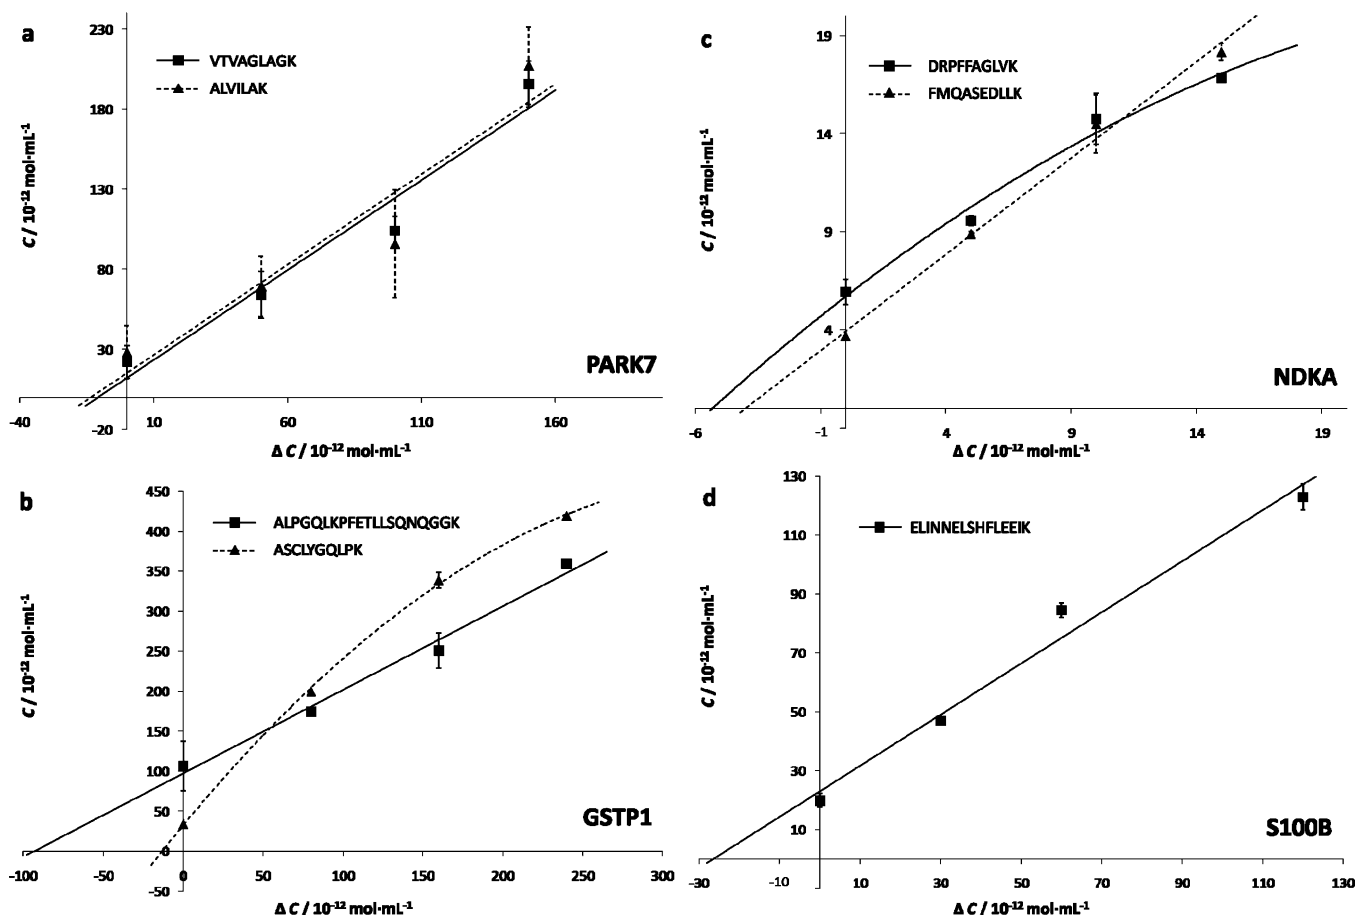 a
VTVAGLAGK
ALVILAK
C / 10⁻¹² mol·mL⁻¹
230
180
130
80
30
-20
-40
10
60
110
160
PARK7
Δ C / 10⁻¹² mol·mL⁻¹
c
DRPFFAGLVK
FMQASEDLLK
C / 10⁻¹² mol·mL⁻¹
19
14
9
4
-1
-6
-1
4
9
14
19
NDKA
Δ C / 10⁻¹² mol·mL⁻¹
b
ALPGQLKPFETLLSQNQGGK
ASCLYGQLPK
C / 10⁻¹² mol·mL⁻¹
450
400
350
300
250
200
150
100
50
0
-50
-100
-50
0
50
100
150
200
250
300
GSTP1
Δ C / 10⁻¹² mol·mL⁻¹
d
ELINNELSHFLEEIK
C / 10⁻¹² mol·mL⁻¹
130
110
90
70
50
30
10
-10
-30
10
30
50
70
90
110
130
S100B
Δ C / 10⁻¹² mol·mL⁻¹